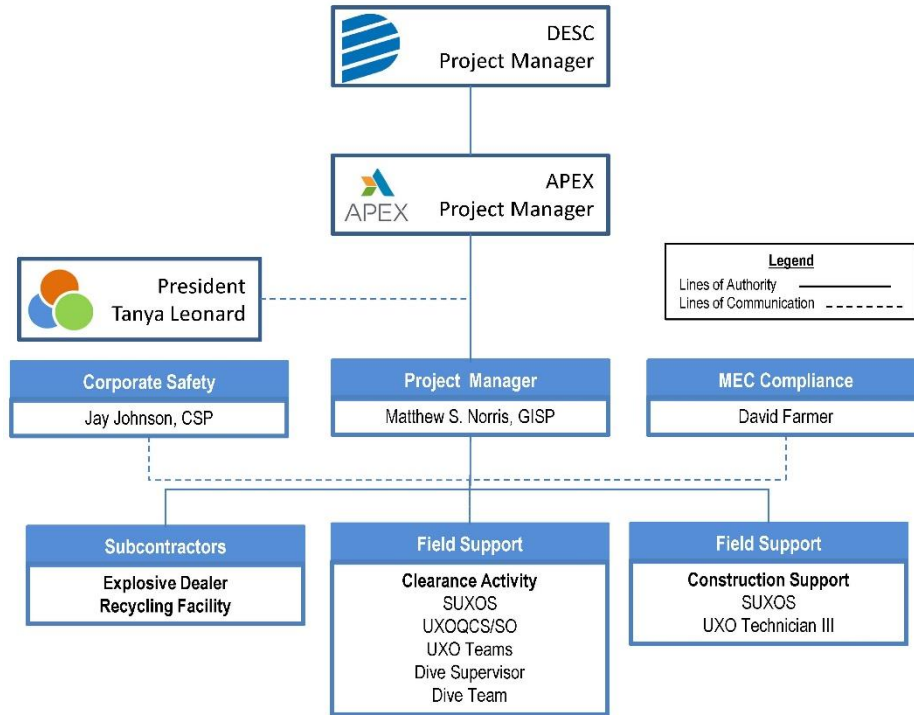 DESC
Project Manager
APEX
APEX
Project Manager
President
Tanya Leonard
Legend
Lines of Authority
Lines of Communication
Corporate Safety
Jay Johnson, CSP
Project Manager
Matthew S. Norris, GISP
MEC Compliance
David Farmer
Subcontractors
Explosive Dealer
Recycling Facility
Field Support
Clearance Activity
SUXOS
UXOQCS/SO
UXO Teams
Dive Supervisor
Dive Team
Field Support
Construction Support
SUXOS
UXO Technician III